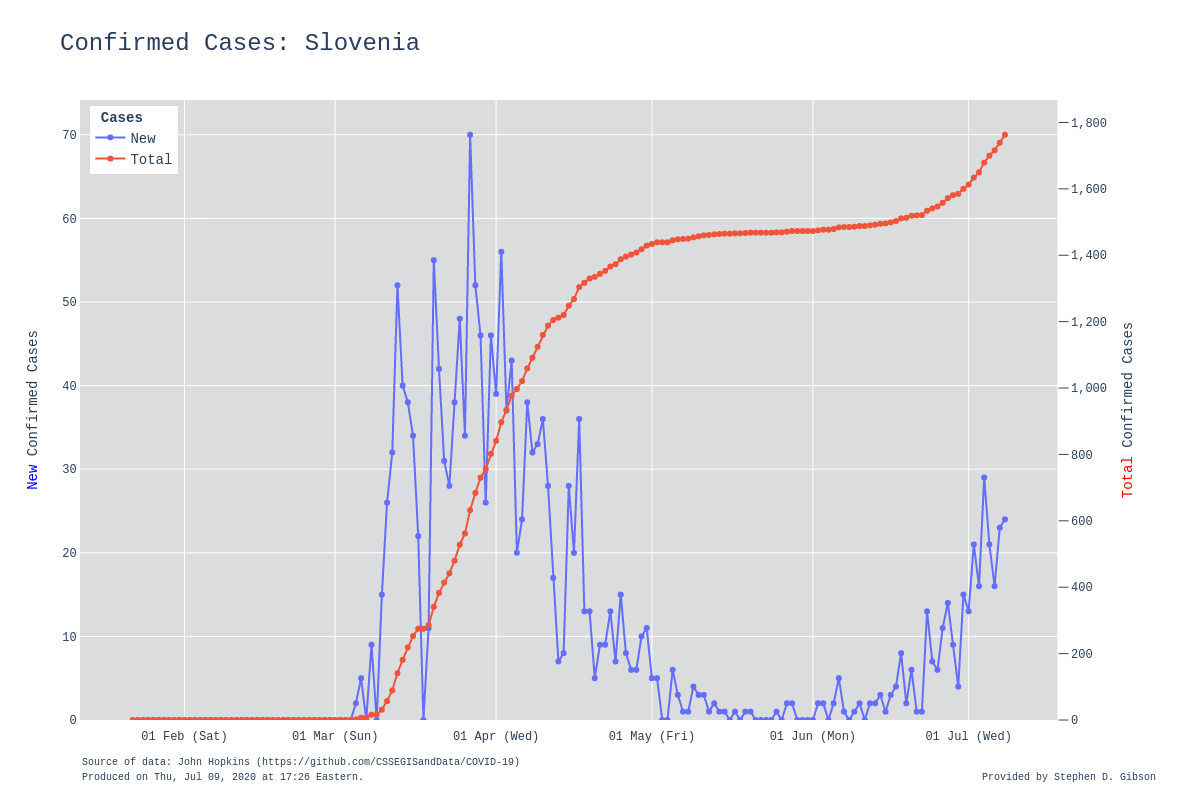 Confirmed Cases: Slovenia
Cases
New
Total
70
60
50
40
30
20
10
0
1,800
1,600
1,400
1,200
1,000
800
600
400
200
0
New Confirmed Cases
Total Confirmed Cases
01 Feb (Sat)
01 Mar (Sun)
01 Apr (Wed)
01 May (Fri)
01 Jun (Mon)
01 Jul (Wed)
Source of data: John Hopkins (https://github.com/CSSEGISandData/COVID-19)
Produced on Thu, Jul 09, 2020 at 17:26 Eastern.
Provided by Stephen D. Gibson